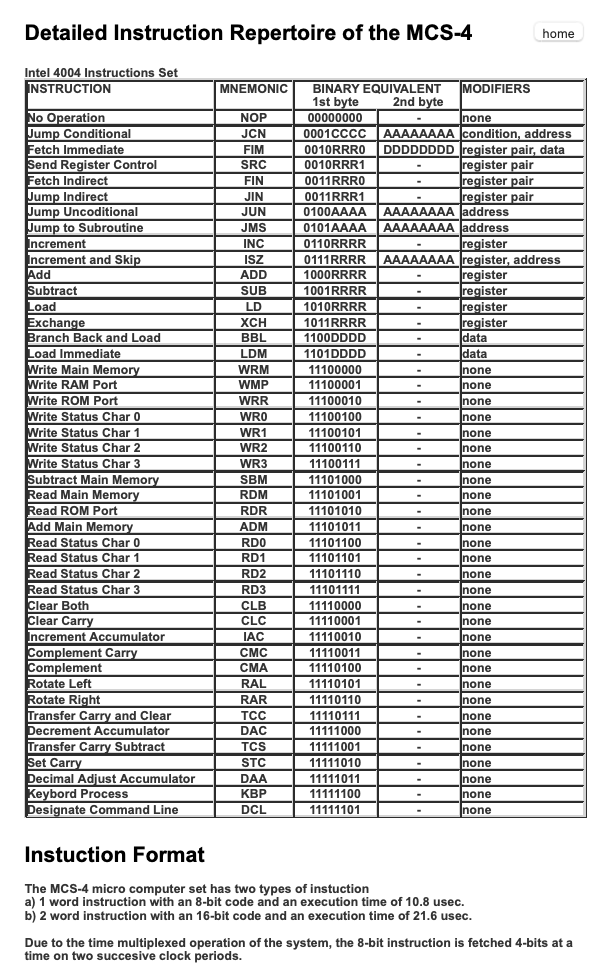 Detailed Instruction Repertoire of the MCS-4
home
Intel 4004 Instructions Set
INSTRUCTION MNEMONIC BINARY EQUIVALENT MODIFIERS
1st byte 2nd byte
No Operation NOP 00000000 - none
Jump Conditional JCN 0001CCCC AAAAAAAA condition, address
Fetch Immediate FIM 0010RRR0 DDDDDDDD register pair, data
Send Register Control SRC 0010RRR1 - register pair
Fetch Indirect FIN 0011RRR0 - register pair
Jump Indirect JIN 0011RRR1 - register pair
Jump Uncoditional JUN 0100AAAA AAAAAAAA address
Jump to Subroutine JMS 0101AAAA AAAAAAAA address
Increment INC 0110RRRR - register
Increment and Skip ISZ 0111RRRR AAAAAAAA register, address
Add ADD 1000RRRR - register
Subtract SUB 1001RRRR - register
Load LD 1010RRRR - register
Exchange XCH 1011RRRR - register
Branch Back and Load BBL 1100DDDD - data
Load Immediate LDM 1101DDDD - data
Write Main Memory WRM 11100000 - none
Write RAM Port WMP 11100001 - none
Write ROM Port WRR 11100010 - none
Write Status Char 0 WR0 11100100 - none
Write Status Char 1 WR1 11100101 - none
Write Status Char 2 WR2 11100110 - none
Write Status Char 3 WR3 11100111 - none
Subtract Main Memory SBM 11101000 - none
Read Main Memory RDM 11101001 - none
Read ROM Port RDR 11101010 - none
Add Main Memory ADM 11101011 - none
Read Status Char 0 RD0 11101100 - none
Read Status Char 1 RD1 11101101 - none
Read Status Char 2 RD2 11101110 - none
Read Status Char 3 RD3 11101111 - none
Clear Both CLB 11110000 - none
Clear Carry CLC 11110001 - none
Increment Accumulator IAC 11110010 - none
Complement Carry CMC 11110011 - none
Complement CMA 11110100 - none
Rotate Left RAL 11110101 - none
Rotate Right RAR 11110110 - none
Transfer Carry and Clear TCC 11110111 - none
Decrement Accumulator DAC 11111000 - none
Transfer Carry Subtract TCS 11111001 - none
Set Carry STC 11111010 - none
Decimal Adjust Accumulator DAA 11111011 - none
Keybord Process KBP 11111100 - none
Designate Command Line DCL 11111101 - none
Instuction Format
The MCS-4 micro computer set has two types of instuction
a) 1 word instruction with an 8-bit code and an execution time of 10.8 usec.
b) 2 word instruction with an 16-bit code and an execution time of 21.6 usec.
Due to the time multiplexed operation of the system, the 8-bit instruction is fetched 4-bits at a
time on two succesive clock periods.